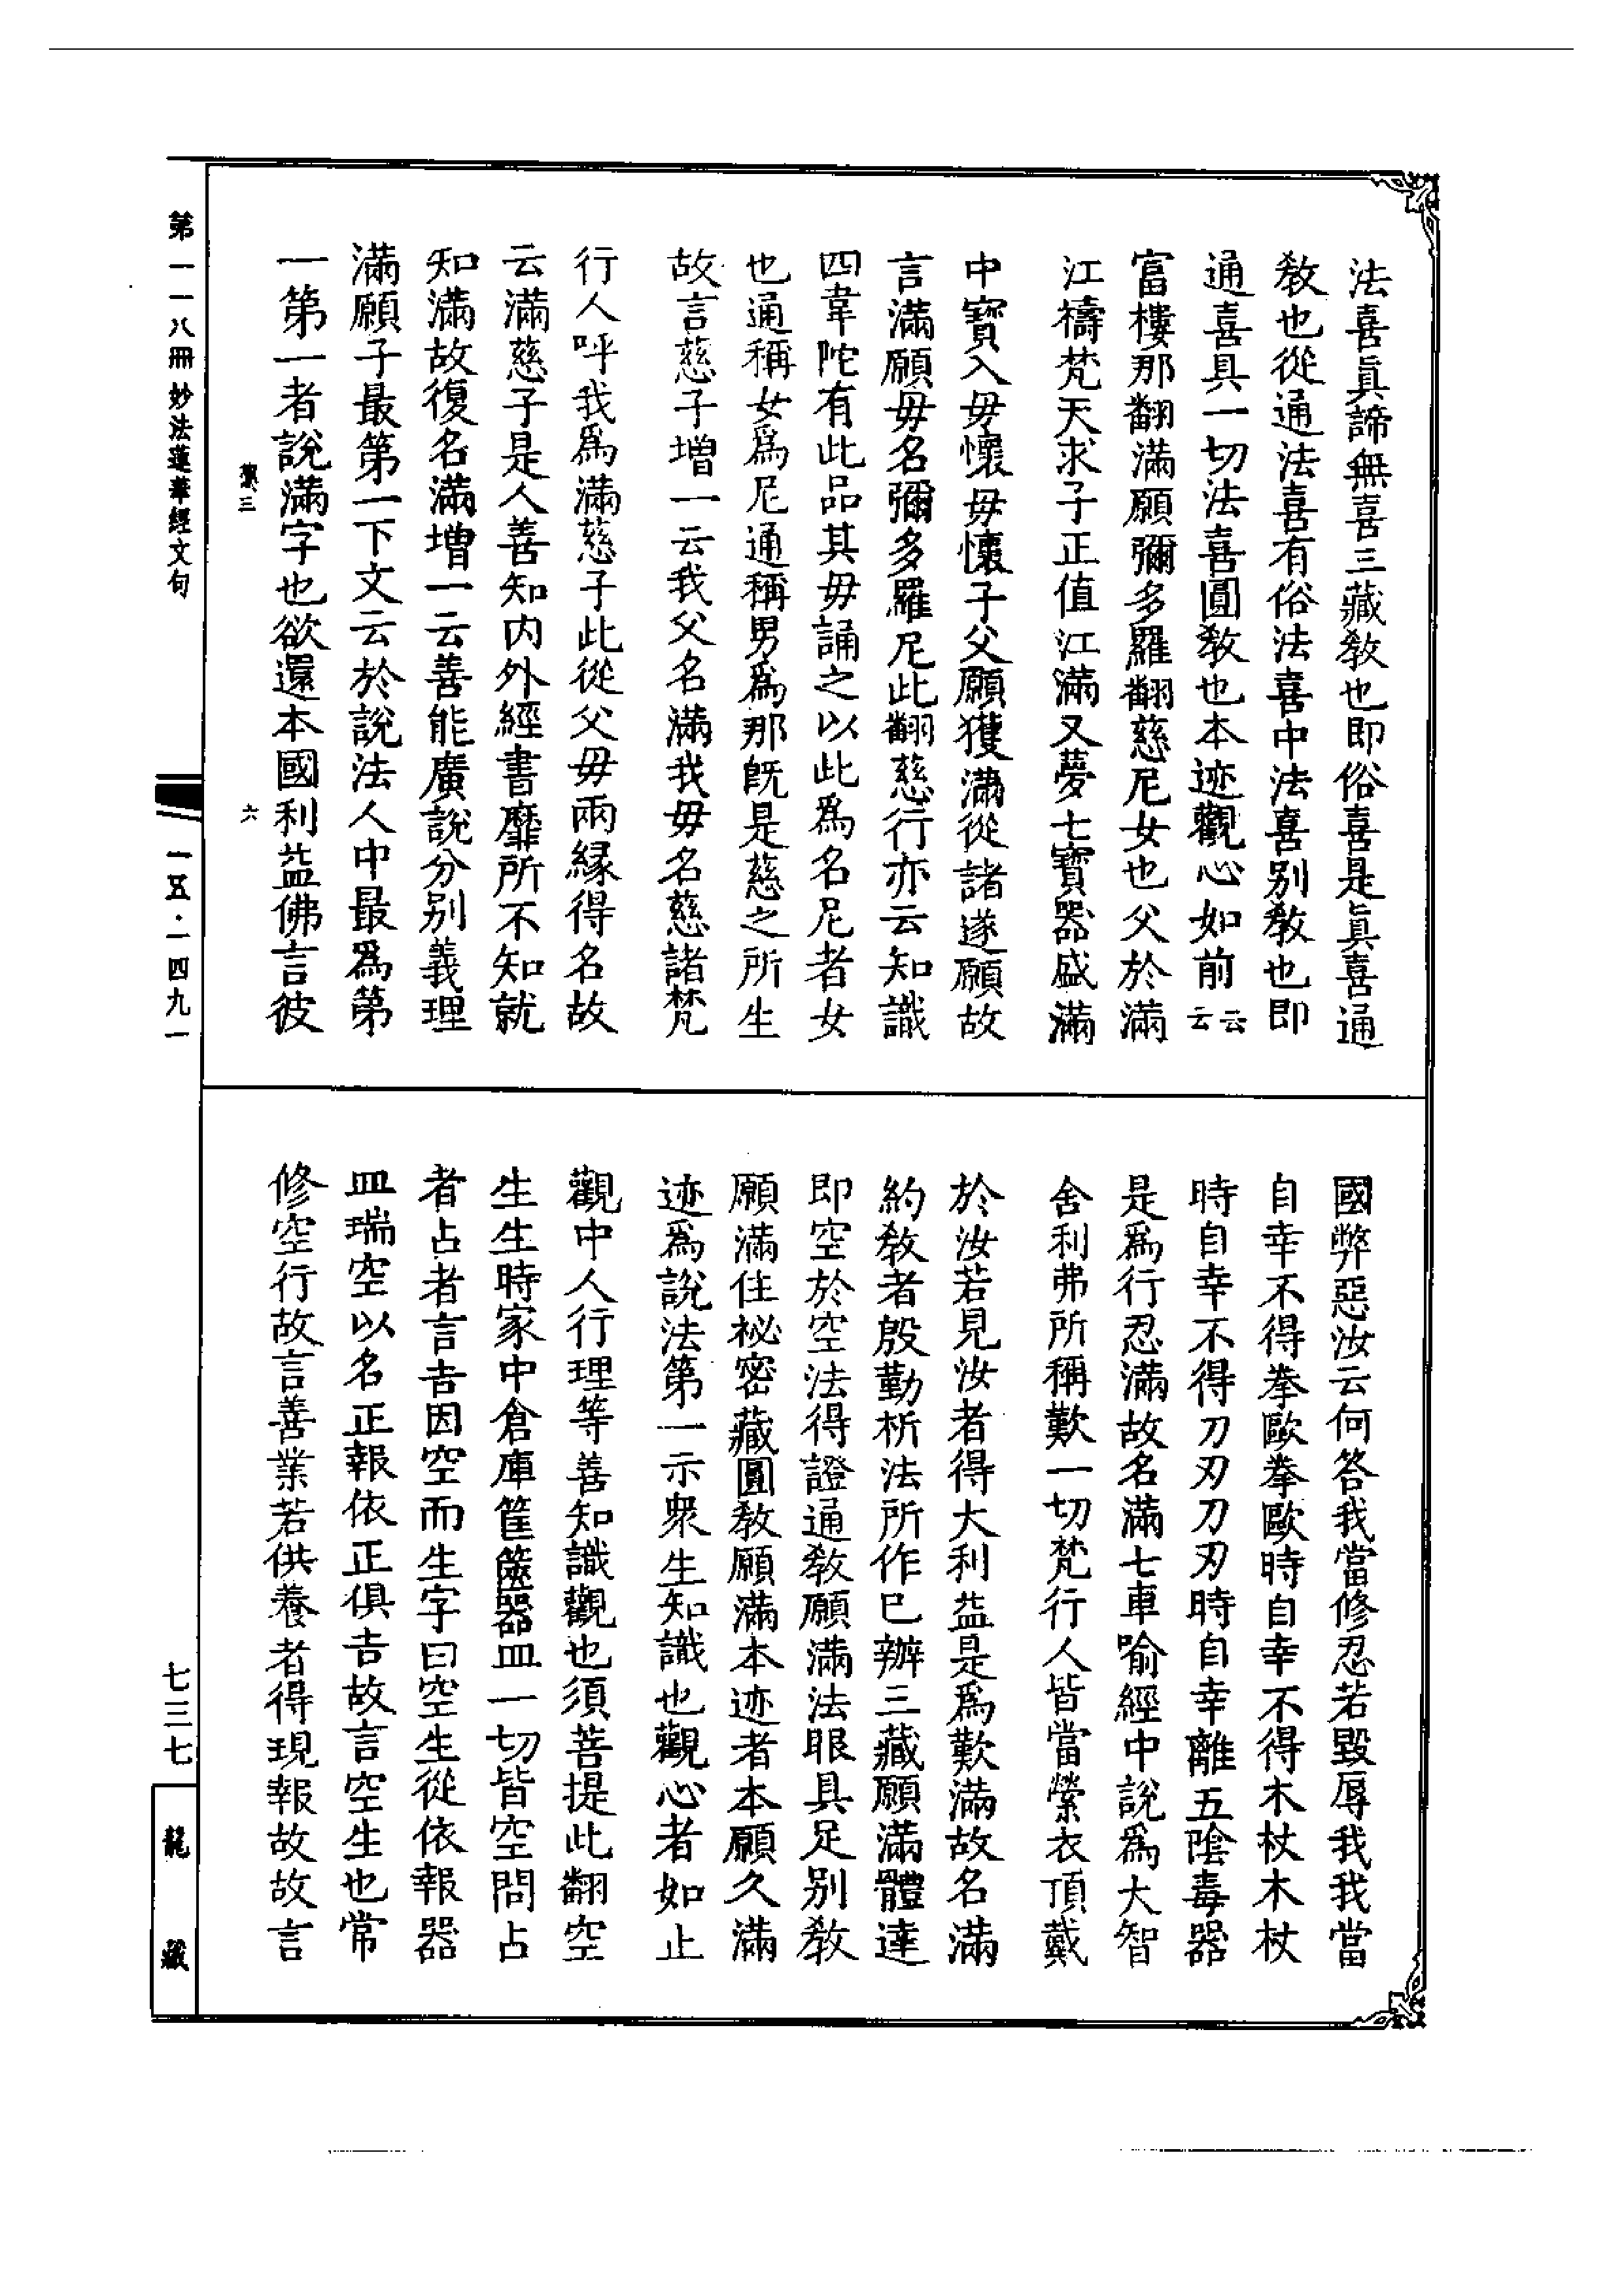 法喜眞諦無喜三藏敎也即俗喜是眞喜通
敎也從通法喜有俗法喜中法喜別敎也即
通喜具一切法喜圓敎也本迹觀心如前云云
富樓那翻滿願彌多羅翻慈尼女也父於滿
江禱梵天求子正值江滿又夢七寶器盛滿
中寶入毋懷毋懷子父願獲滿從諸遂願故
言滿願毋名彌多羅尼此翻慈行亦云知識
四韋陀有此品其毋誦之以此爲名尼者女
也通稱女爲尼通稱男爲那旣是慈之所生
故言慈子增一云我父名滿我毋名慈諸梵
行人呼我爲滿慈子此從父毋兩緣得名故
云滿慈子是人善知內外經書靡所不知就
知滿故復名滿增一云善能廣說分別義理
滿願子最第一下文云於說法人中最爲第
一第一者說滿字也欲還本國利益佛言彼
六
國弊惡汝云何答我當修忍若毀辱我我當
自幸不得拳歐拳歐時自幸不得木杖木杖
時自幸不得刀刃刀刃時自幸離五陰毒器
是爲行忍滿故名滿七車喻經中說爲大智
舍利弗所稱歎一切梵行人皆當縈衣頂戴
於汝若見汝者得大利益是爲歎滿故名滿
約敎者殷勤析法所作已辦三藏願滿體達
即空於空法得證通敎願滿法眼具足別敎
願滿住祕密藏圓敎願滿本迹者本願久滿
迹爲說法第一示衆生知識也觀心者如止
觀中人行理等善知識觀也須菩提此翻空
生生時家中倉庫筐篋器皿一切皆空問占
者占者言吉因空而生字曰空生從依報器
皿瑞空以名正報依正俱吉故言空生也常
修空行故言善業若供養者得現報故故言
第一一八冊 妙法蓮華經文句
一五·一四九一
七三七
龍藏